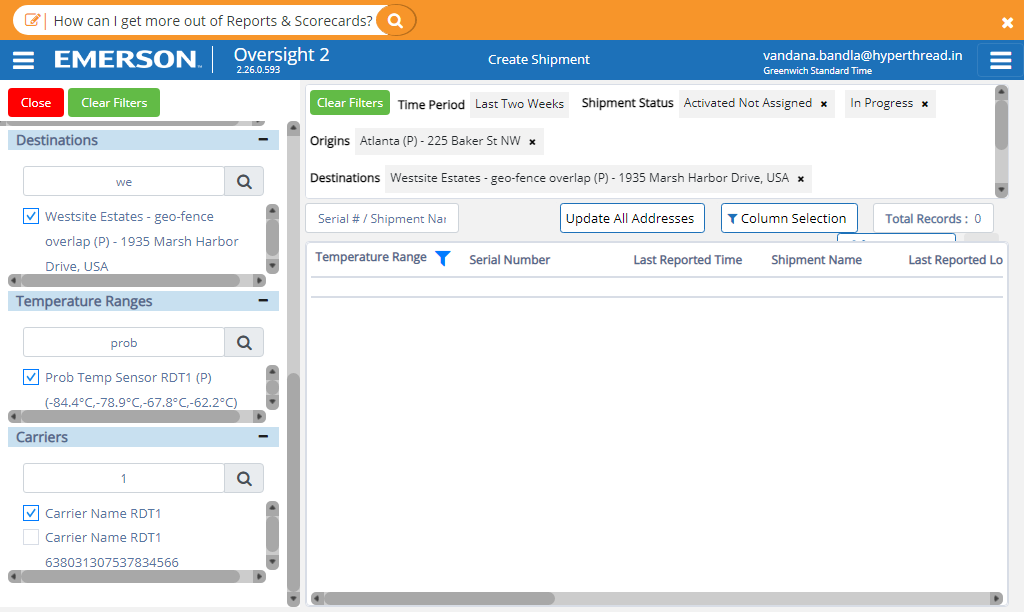 How can I get more out of Reports & Scorecards?
EMERSON
Oversight 2
2.26.0.593
Create Shipment
vandana.bandla@hyperthread.in
Greenwich Standard Time
Close
Clear Filters
Destinations
we
Westsite Estates - geo-fence
overlap (P) - 1935 Marsh Harbor
Drive, USA
Temperature Ranges
prob
Prob Temp Sensor RDT1 (P)
(-84.4°C,-78.9°C,-67.8°C,-62.2°C)
Carriers
1
Carrier Name RDT1
Carrier Name RDT1
638031307537834566
Clear Filters Time Period Last Two Weeks Shipment Status Activated Not Assigned × In Progress ×
Origins Atlanta (P) - 225 Baker St NW ×
Destinations Westsite Estates - geo-fence overlap (P) - 1935 Marsh Harbor Drive, USA ×
Serial # / Shipment Nar
Update All Addresses
Column Selection
Total Records : 0
Temperature Range Serial Number Last Reported Time Shipment Name Last Reported Lo